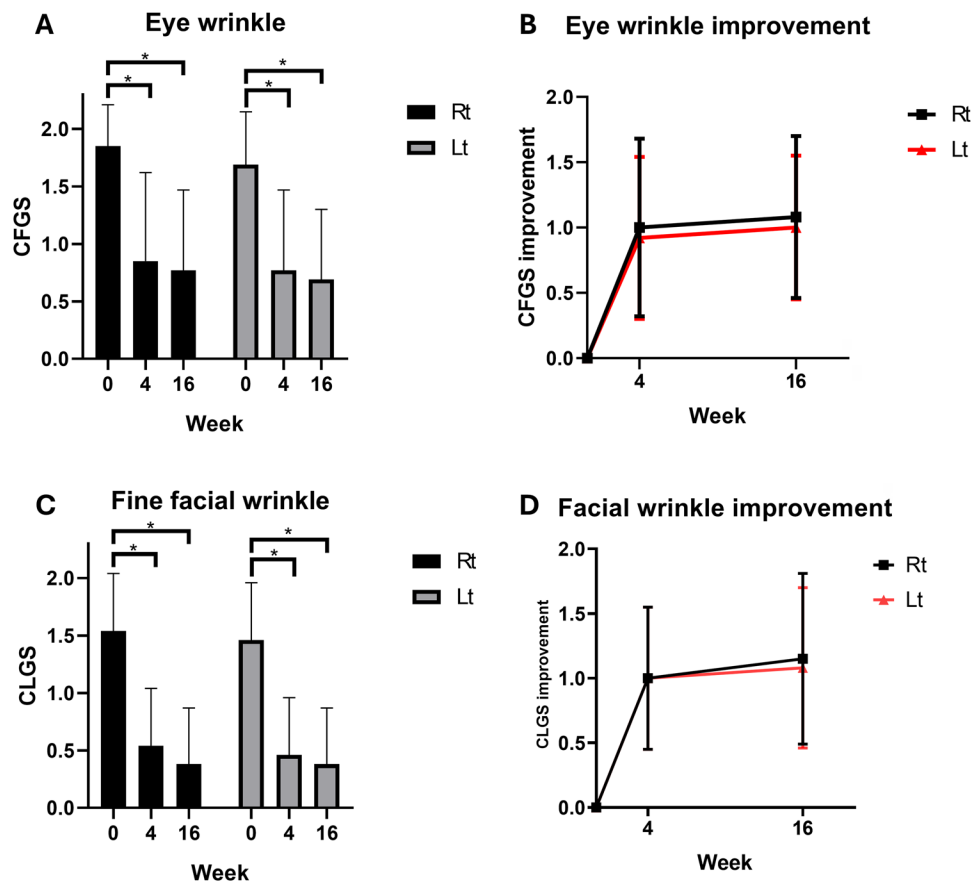 A
Eye wrinkle
*
*
*
*
Rt
Lt
2.0
1.5
1.0
0.5
0.0
CFGS
0 4 16 0 4 16
Week
B
Eye wrinkle improvement
Rt
Lt
2.0
1.5
1.0
0.5
0.0
CFGS improvement
4 16
Week
C
Fine facial wrinkle
*
*
*
*
Rt
Lt
2.0
1.5
1.0
0.5
0.0
CLGS
0 4 16 0 4 16
Week
D
Facial wrinkle improvement
Rt
Lt
2.0
1.5
1.0
0.5
0.0
CLGS improvement
4 16
Week